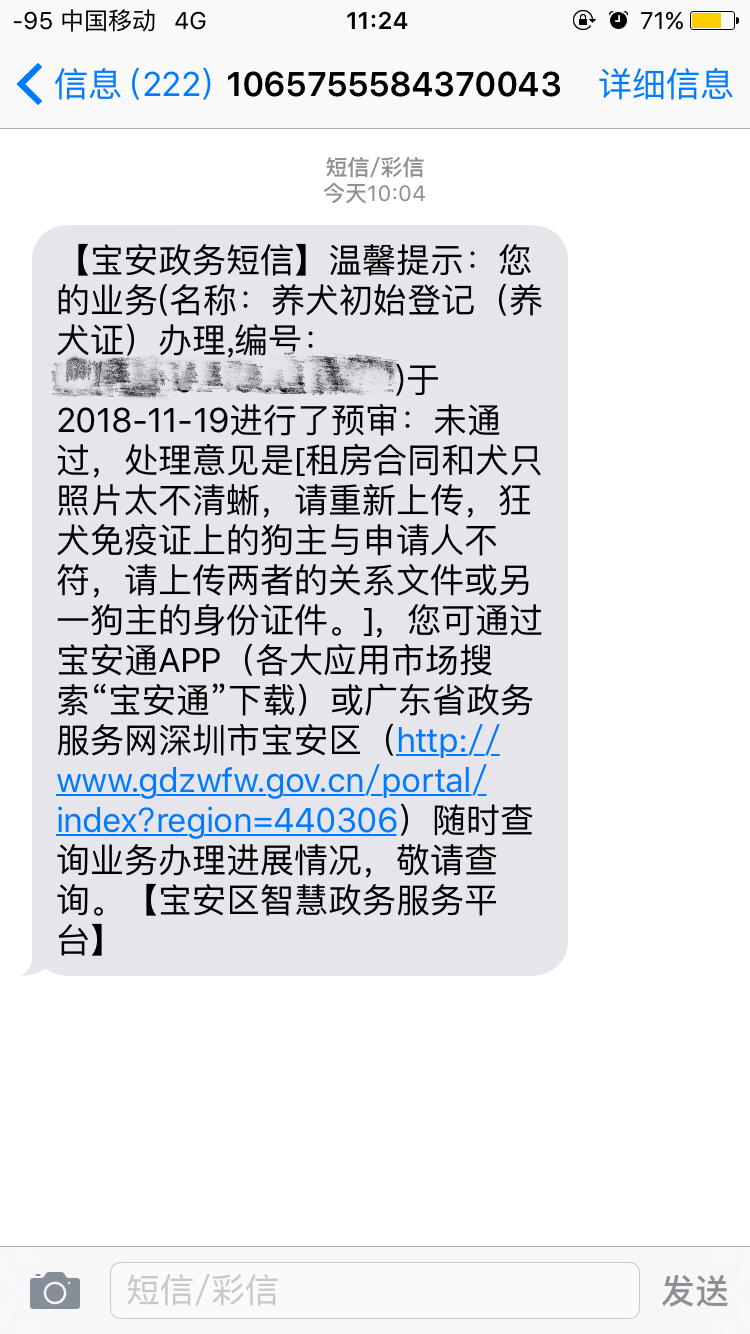 -95 中国移动 4G 11:24 71%
信息 (222) 1065755584370043 详细信息
短信/彩信
今天10:04
【宝安政务短信】温馨提示：您
的业务(名称：养犬初始登记（养
犬证）办理,编号：
)于
2018-11-19进行了预审：未通
过，处理意见是[租房合同和犬只
照片太不清蜥，请重新上传，狂
犬免疫证上的狗主与申请人不
符，请上传两者的关系文件或另
一狗主的身份证件。]，您可通过
宝安通APP（各大应用市场搜
索“宝安通”下载）或广东省政务
服务网深圳市宝安区（http://
www.gdzwfw.gov.cn/portal/
index?region=440306）随时查
询业务办理进展情况，敬请查
询。【宝安区智慧政务服务平
台】
短信/彩信 发送